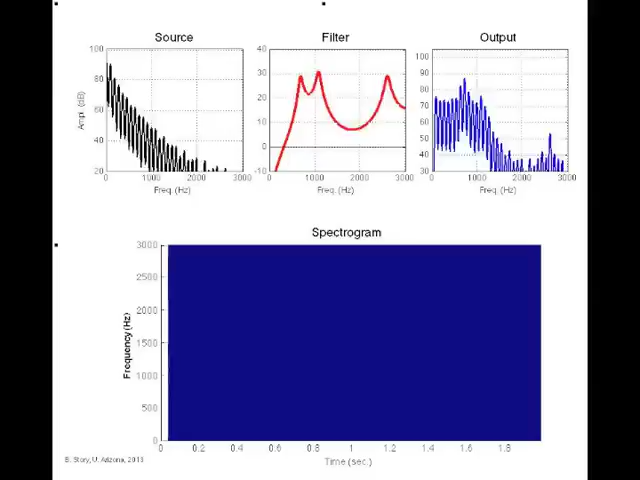 Source Filter Output
100 40 100
80 30 90
80
20
70
60 10 60
50
40 0 40
20 -10 30
0 1000 2000 3000 0 1000 2000 3000 0 1000 2000 3000
Ampl. (dB)
Freq. (Hz) Freq. (Hz) Freq. (Hz)
Spectrogram
3000
2500
2000
1500
1000
500
0
Frequency (Hz)
0 0.2 0.4 0.6 0.8 1 1.2 1.4 1.6 1.8
Time (sec.)
B. Story, U. Arizona,